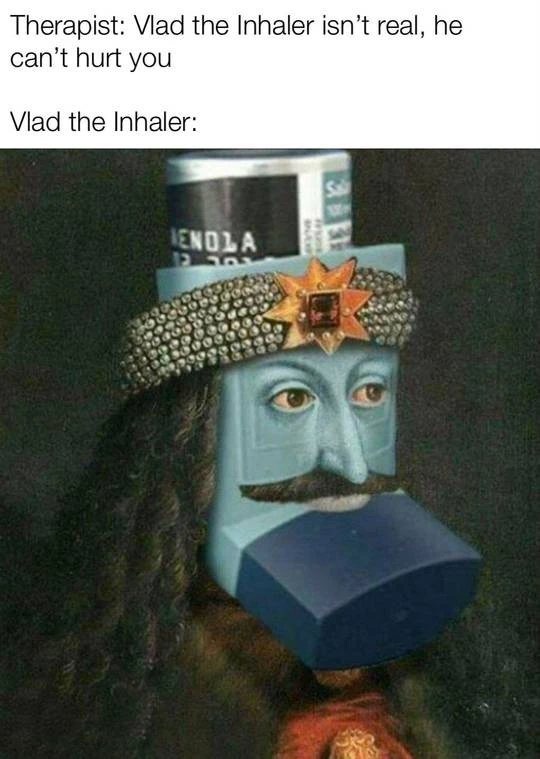 Therapist: Vlad the Inhaler isn’t real, he
can’t hurt you
Vlad the Inhaler:
ENOLA